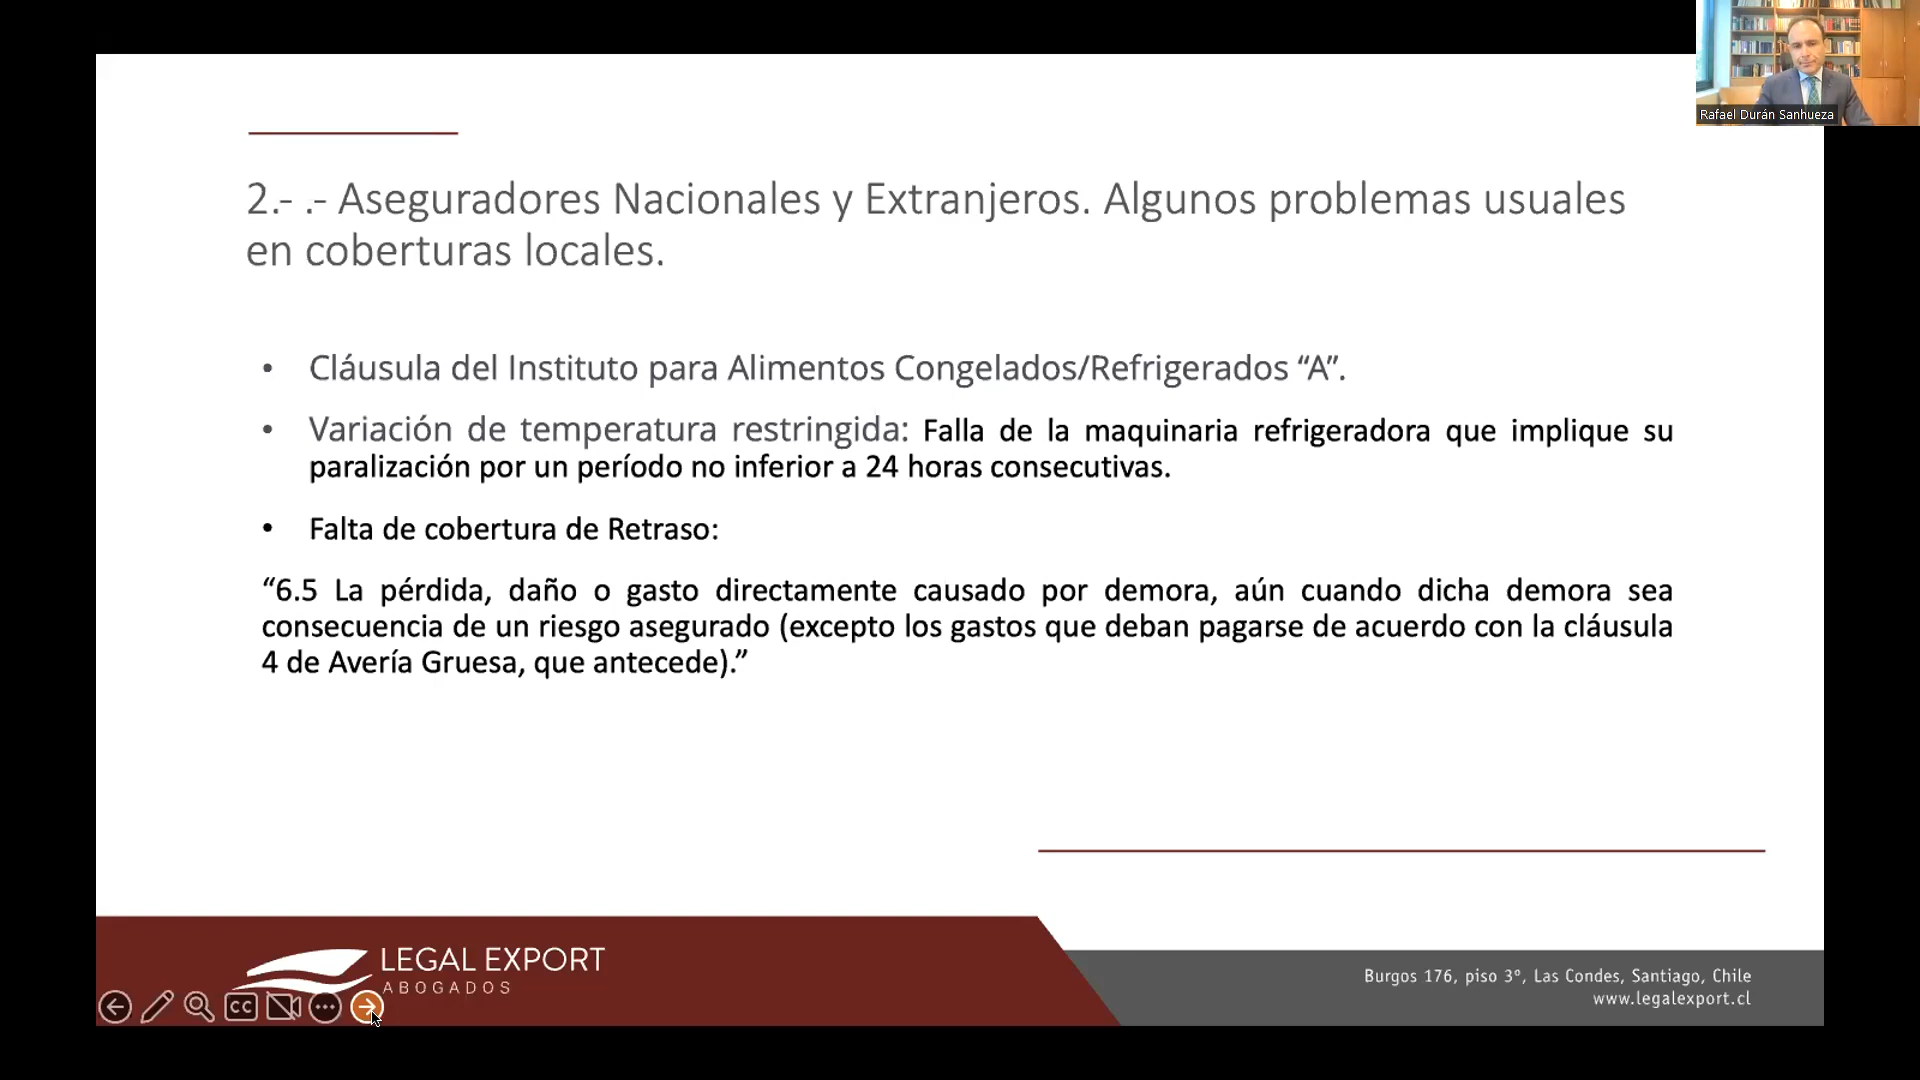 Rafael Durán Sanhueza
2.- .- Aseguradores Nacionales y Extranjeros. Algunos problemas usuales
en coberturas locales.
• Cláusula del Instituto para Alimentos Congelados/Refrigerados “A”.
• Variación de temperatura restringida: Falla de la maquinaria refrigeradora que implique su
paralización por un período no inferior a 24 horas consecutivas.
• Falta de cobertura de Retraso:
“6.5 La pérdida, daño o gasto directamente causado por demora, aún cuando dicha demora sea
consecuencia de un riesgo asegurado (excepto los gastos que deban pagarse de acuerdo con la cláusula
4 de Avería Gruesa, que antecede).”
LEGAL EXPORT
ABOGADOS
CC
Burgos 176, piso 3º, Las Condes, Santiago, Chile
www.legalexport.cl